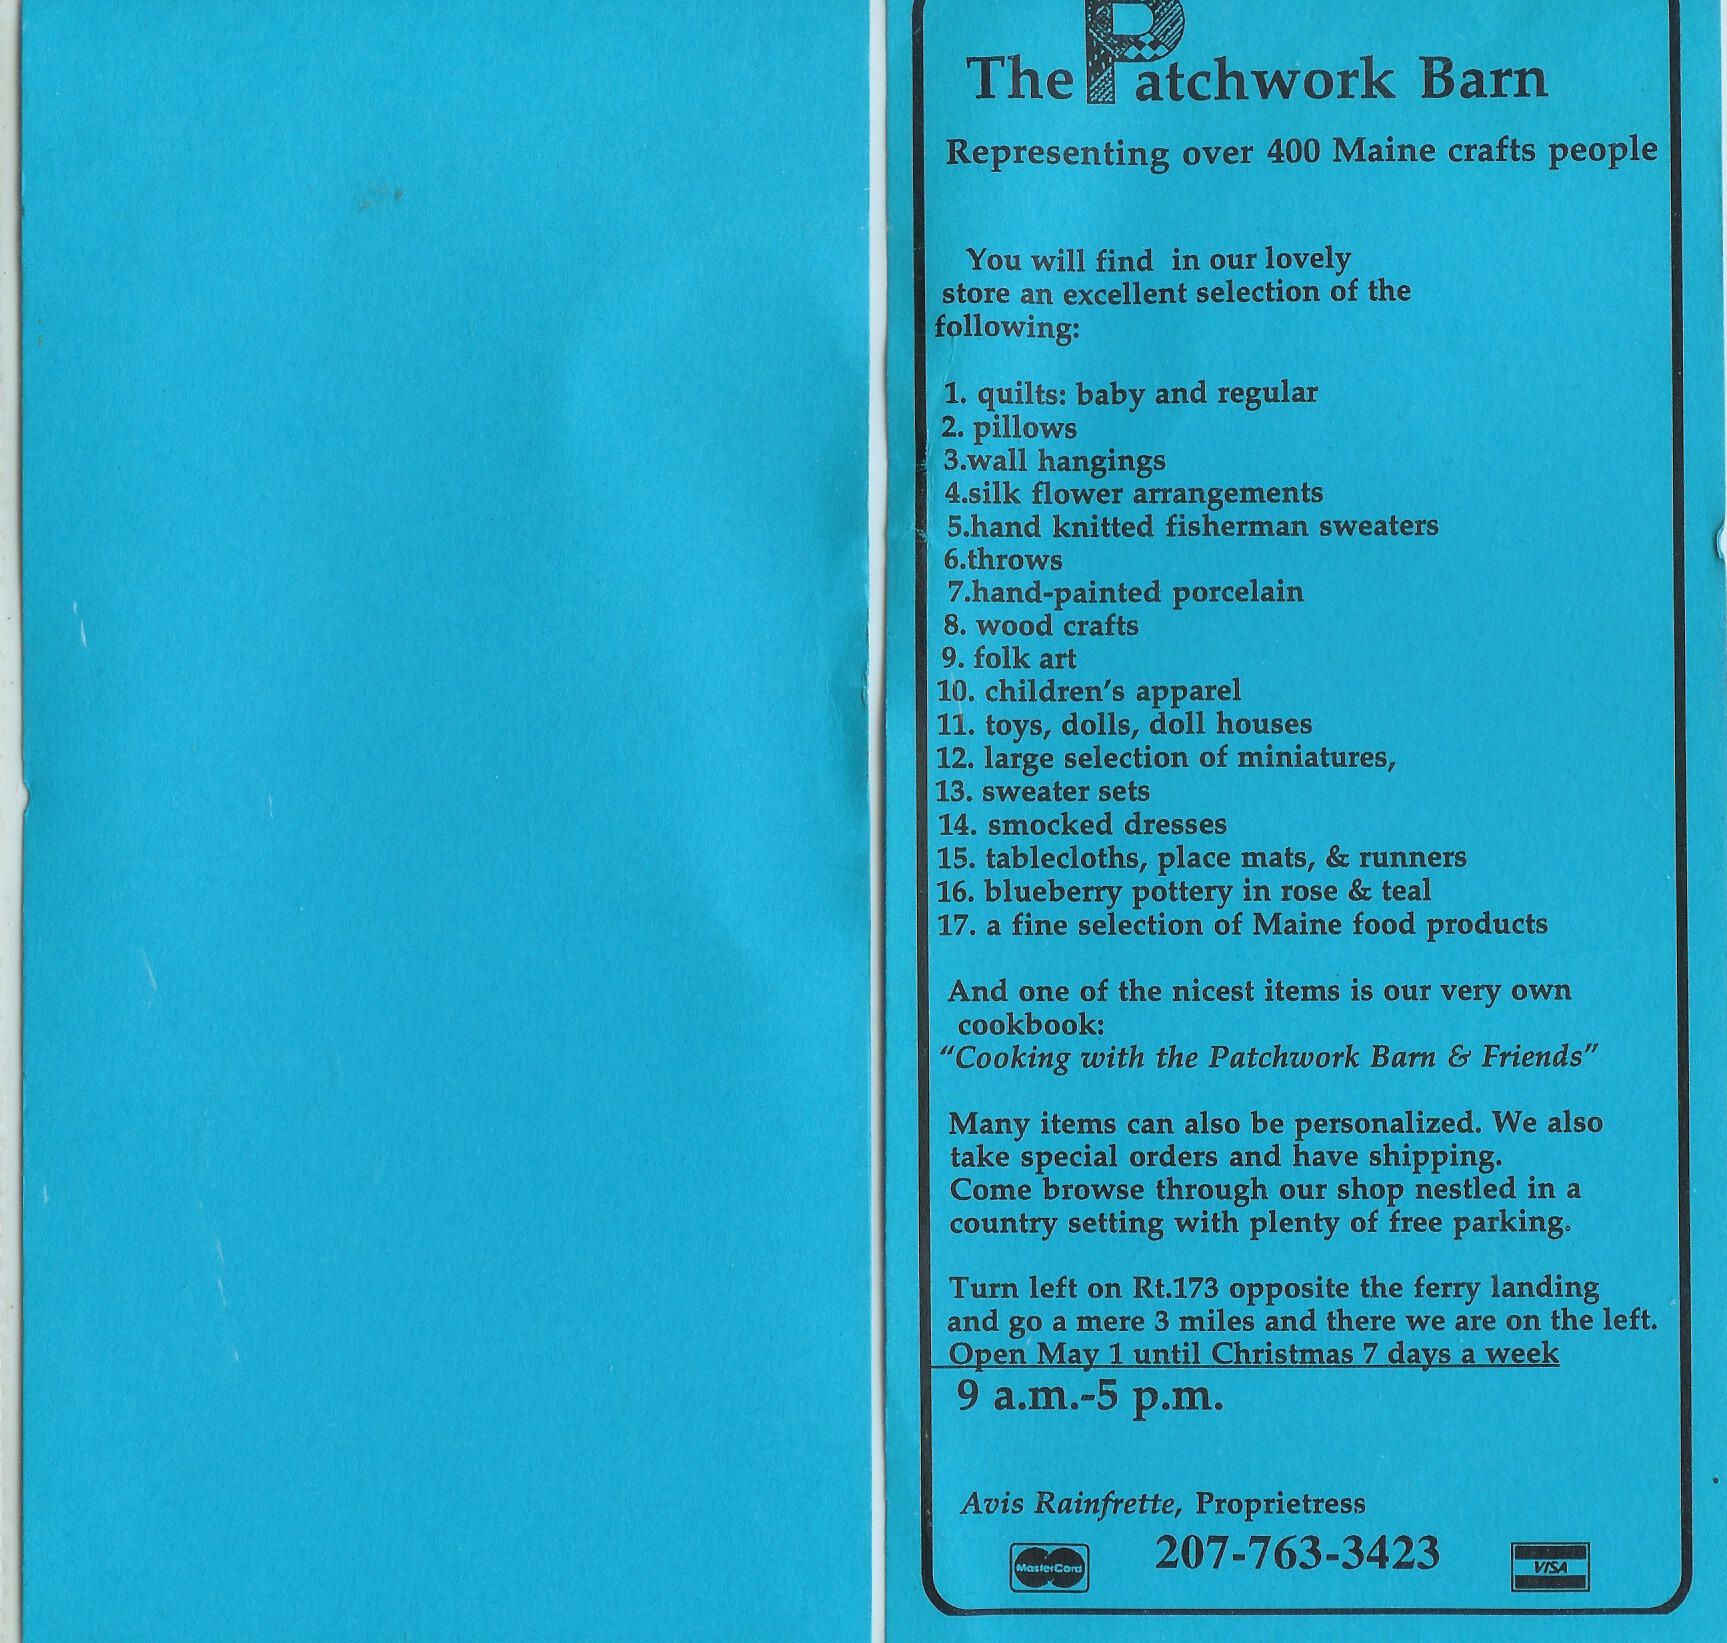 The Patchwork Barn
Representing over 400 Maine crafts people
You will find in our lovely
store an excellent selection of the
following:
1. quilts: baby and regular
2. pillows
3.wall hangings
4.silk flower arrangements
5.hand knitted fisherman sweaters
6.throws
7.hand-painted porcelain
8. wood crafts
9. folk art
10. children's apparel
11. toys, dolls, doll houses
12. large selection of miniatures,
13. sweater sets
14. smocked dresses
15. tablecloths, place mats, & runners
16. blueberry pottery in rose & teal
17. a fine selection of Maine food products
And one of the nicest items is our very own
cookbook:
"Cooking with the Patchwork Barn & Friends"
Many items can also be personalized. We also
take special orders and have shipping.
Come browse through our shop nestled in a
country setting with plenty of free parking.
Turn left on Rt.173 opposite the ferry landing
and go a mere 3 miles and there we are on the left.
Open May 1 until Christmas 7 days a week
9 a.m.-5 p.m.
Avis Rainfrette, Proprietress
MasterCard 207-763-3423 VISA